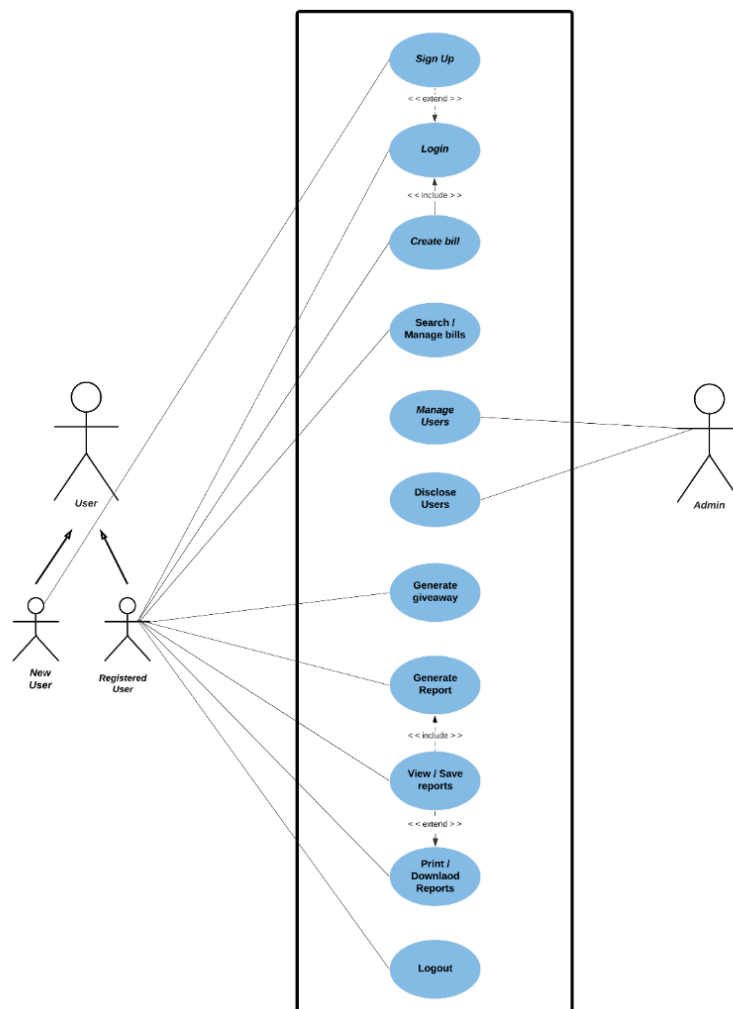 Sign Up
< < extend > >
Login
< < include > >
Create bill
Search /
Manage bills
Manage
Users
Disclose
Users
User
Admin
Generate
giveaway
New
User
Registered
User
Generate
Report
< < include > >
View / Save
reports
< < extend > >
Print /
Downlaod
Reports
Logout